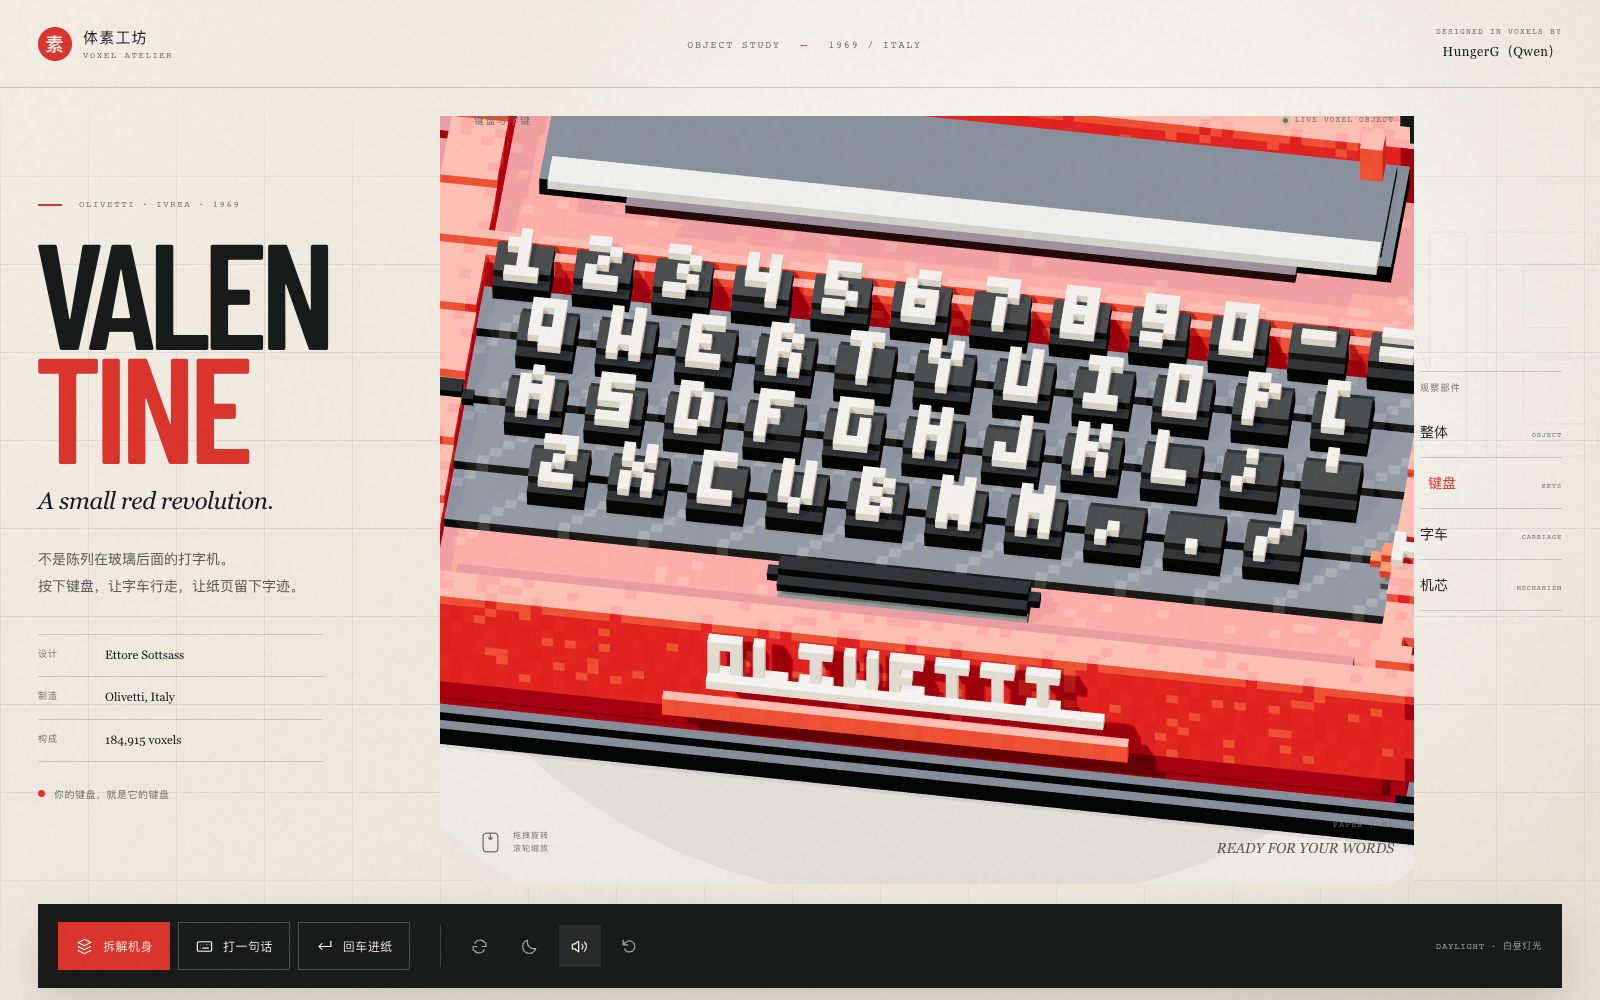 素
体素工坊
VOXEL ATELIER
OBJECT STUDY — 1969 / ITALY
DESIGNED IN VOXELS BY
HungerG (Qwen)
LIVE VOXEL OBJECT
OLIVETTI · IVREA · 1969
VALEN
TINE
A small red revolution.
不是陈列在玻璃后面的打字机。
按下键盘，让字车行走，让纸页留下字迹。
设计 Ettore Sottsass
制造 Olivetti, Italy
构成 184,915 voxels
你的键盘，就是它的键盘
1 2 3 4 5 6 7 8 9 0 -
Q W E R T Y U I O P [
A S D F G H J K L ; '
Z X C V B N M , . /
OLIVETTI
拖拽旋转
滚轮缩放
READY FOR YOUR WORDS
观察部件
整体 OBJECT
键盘 KEYS
字车 CARRIAGE
机芯 MECHANISM
拆解机身
打一句话
回车进纸
DAYLIGHT · 白昼灯光